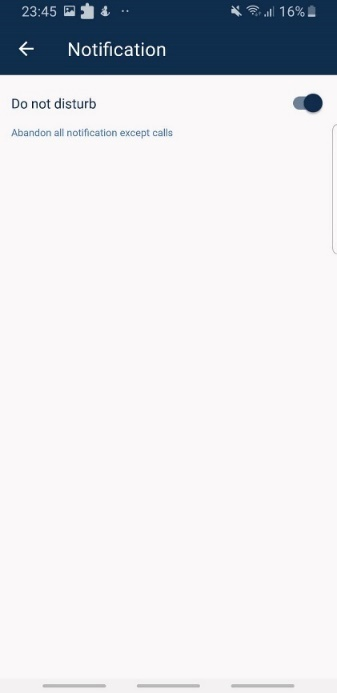 23:45 16%
Notification
Do not disturb
Abandon all notification except calls